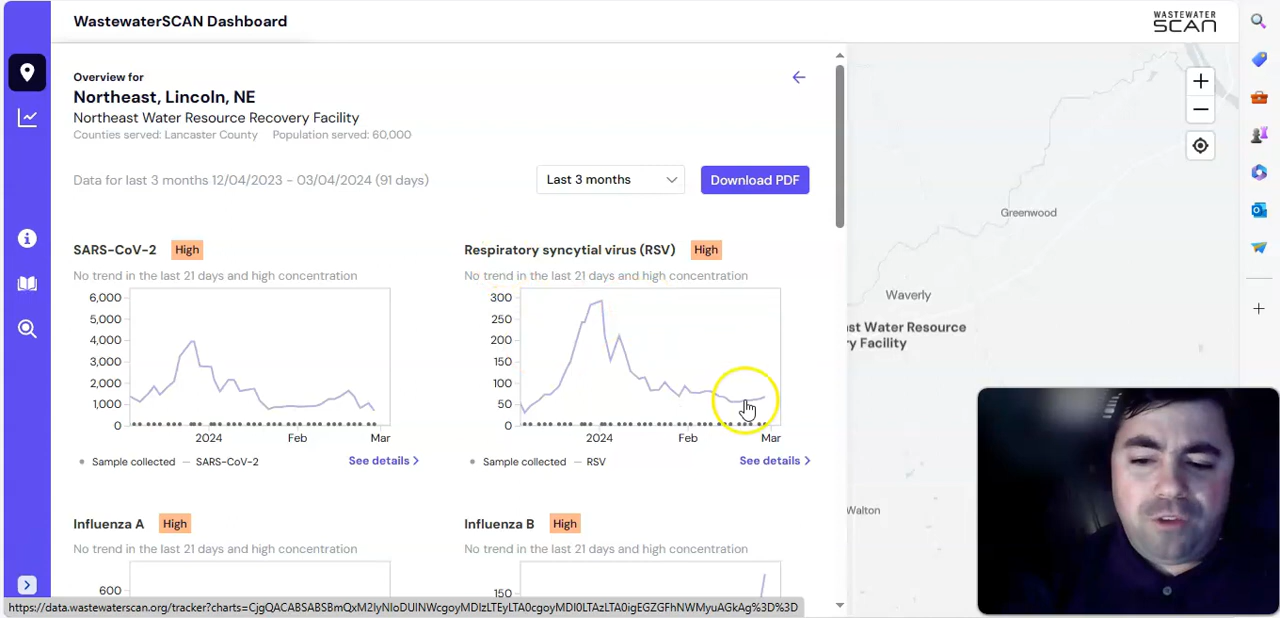 WastewaterSCAN Dashboard
WASTEWATER
SCAN
Overview for
Northeast, Lincoln, NE
Northeast Water Resource Recovery Facility
Counties served: Lancaster County Population served: 60,000
Data for last 3 months 12/04/2023 - 03/04/2024 (91 days)
Last 3 months
Download PDF
SARS-CoV-2 High
No trend in the last 21 days and high concentration
6,000
5,000
4,000
3,000
2,000
1,000
0
2024 Feb Mar
Sample collected SARS-CoV-2
See details >
Respiratory syncytial virus (RSV) High
No trend in the last 21 days and high concentration
300
250
200
150
100
50
0
2024 Feb Mar
Sample collected RSV
See details >
Influenza A High
No trend in the last 21 days and high concentration
600
Influenza B High
No trend in the last 21 days and high concentration
150
Greenwood
Waverly
ast Water Resource
ry Facility
Walton